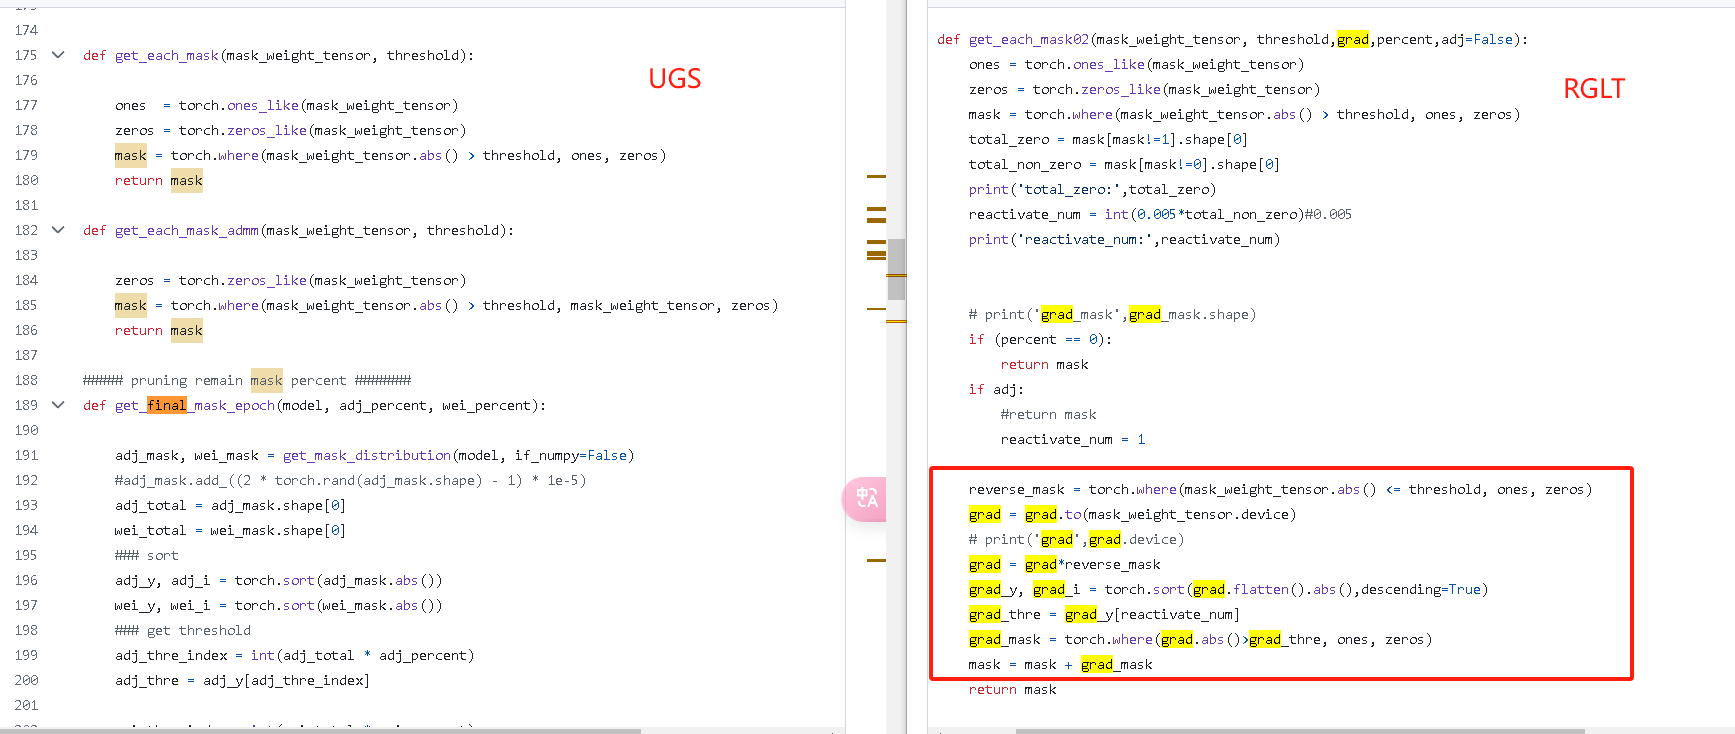 174
175 def get_each_mask(mask_weight_tensor, threshold):
UGS
176
177 ones  = torch.ones_like(mask_weight_tensor)
178 zeros = torch.zeros_like(mask_weight_tensor)
179 mask = torch.where(mask_weight_tensor.abs() > threshold, ones, zeros)
180 return mask
181
182 def get_each_mask_admm(mask_weight_tensor, threshold):
183
184 zeros = torch.zeros_like(mask_weight_tensor)
185 mask = torch.where(mask_weight_tensor.abs() > threshold, mask_weight_tensor, zeros)
186 return mask
187
188 ##### pruning remain mask percent #######
189 def get_final_mask_epoch(model, adj_percent, wei_percent):
190
191 adj_mask, wei_mask = get_mask_distribution(model, if_numpy=False)
192 #adj_mask.add_((2 * torch.rand(adj_mask.shape) - 1) * 1e-5)
193 adj_total = adj_mask.shape[0]
194 wei_total = wei_mask.shape[0]
195 ### sort
196 adj_y, adj_i = torch.sort(adj_mask.abs())
197 wei_y, wei_i = torch.sort(wei_mask.abs())
198 ### get threshold
199 adj_thre_index = int(adj_total * adj_percent)
200 adj_thre = adj_y[adj_thre_index]
201
中
A
def get_each_mask02(mask_weight_tensor, threshold,grad,percent,adj=False):
ones = torch.ones_like(mask_weight_tensor)
RGLT
zeros = torch.zeros_like(mask_weight_tensor)
mask = torch.where(mask_weight_tensor.abs() > threshold, ones, zeros)
total_zero = mask[mask!=1].shape[0]
total_non_zero = mask[mask!=0].shape[0]
print('total_zero:',total_zero)
reactivate_num = int(0.005*total_non_zero)#0.005
print('reactivate_num:',reactivate_num)
# print('grad_mask',grad_mask.shape)
if (percent == 0):
return mask
if adj:
#return mask
reactivate_num = 1
reverse_mask = torch.where(mask_weight_tensor.abs() <= threshold, ones, zeros)
grad = grad.to(mask_weight_tensor.device)
# print('grad',grad.device)
grad = grad*reverse_mask
grad_y, grad_i = torch.sort(grad.flatten().abs(),descending=True)
grad_thre = grad_y[reactivate_num]
grad_mask = torch.where(grad.abs()>grad_thre, ones, zeros)
mask = mask + grad_mask
return mask